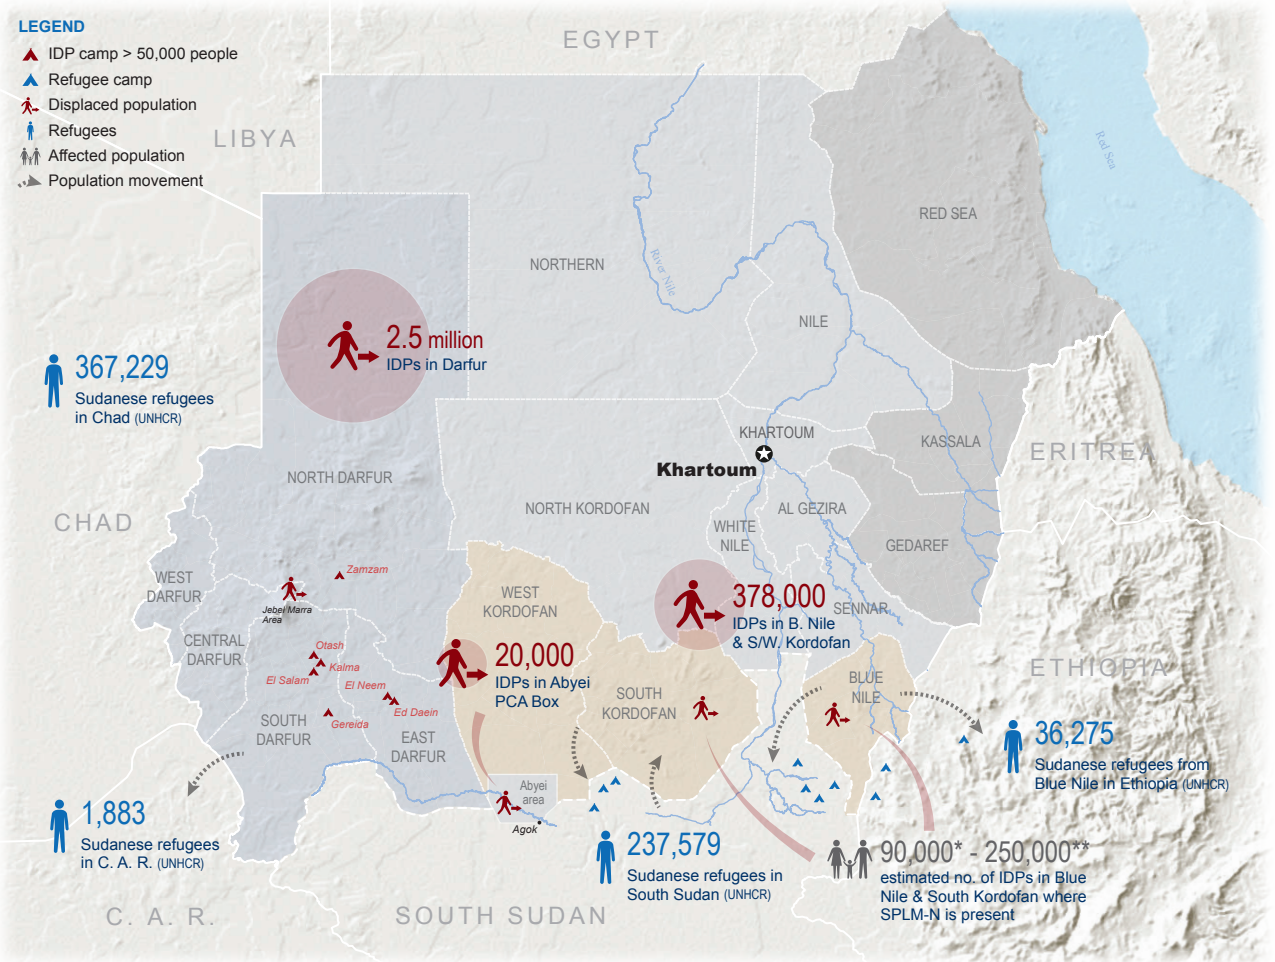 LEGEND
IDP camp > 50,000 people
Refugee camp
Displaced population
Refugees
Affected population
Population movement
EGYPT
LIBYA
Red Sea
RED SEA
NORTHERN
River Nile
NILE
2.5 million
IDPs in Darfur
367,229
Sudanese refugees
in Chad (UNHCR)
KHARTOUM
Khartoum
KASSALA
ERITREA
NORTH DARFUR
CHAD
NORTH KORDOFAN
AL GEZIRA
WHITE
NILE
GEDAREF
WEST
DARFUR
Zamzam
Jebel Marra
Area
WEST
KORDOFAN
378,000
IDPs in B. Nile
& S/W. Kordofan
SENNAR
CENTRAL
DARFUR
Otash
Kalma
El Salam
El Neem
Ed Daein
Gereida
20,000
IDPs in Abyei
PCA Box
SOUTH
KORDOFAN
BLUE
NILE
ETHIOPIA
SOUTH
DARFUR
EAST
DARFUR
36,275
Sudanese refugees from
Blue Nile in Ethiopia (UNHCR)
Abyei
area
Agok
1,883
Sudanese refugees
in C. A. R. (UNHCR)
237,579
Sudanese refugees in
South Sudan (UNHCR)
90,000* - 250,000**
estimated no. of IDPs in Blue
Nile & South Kordofan where
SPLM-N is present
C. A. R.
SOUTH SUDAN